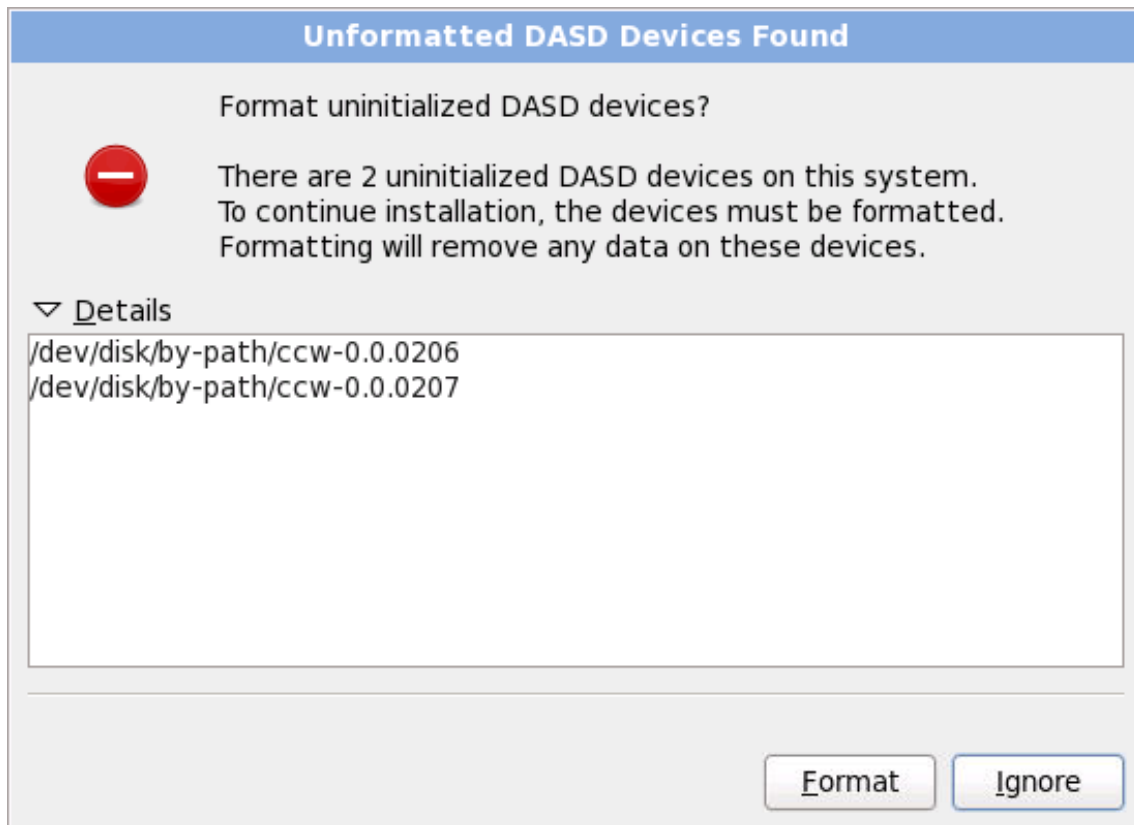 Unformatted DASD Devices Found
Format uninitialized DASD devices?
There are 2 uninitialized DASD devices on this system.
To continue installation, the devices must be formatted.
Formatting will remove any data on these devices.
Details
/dev/disk/by-path/ccw-0.0.0206
/dev/disk/by-path/ccw-0.0.0207
Format Ignore